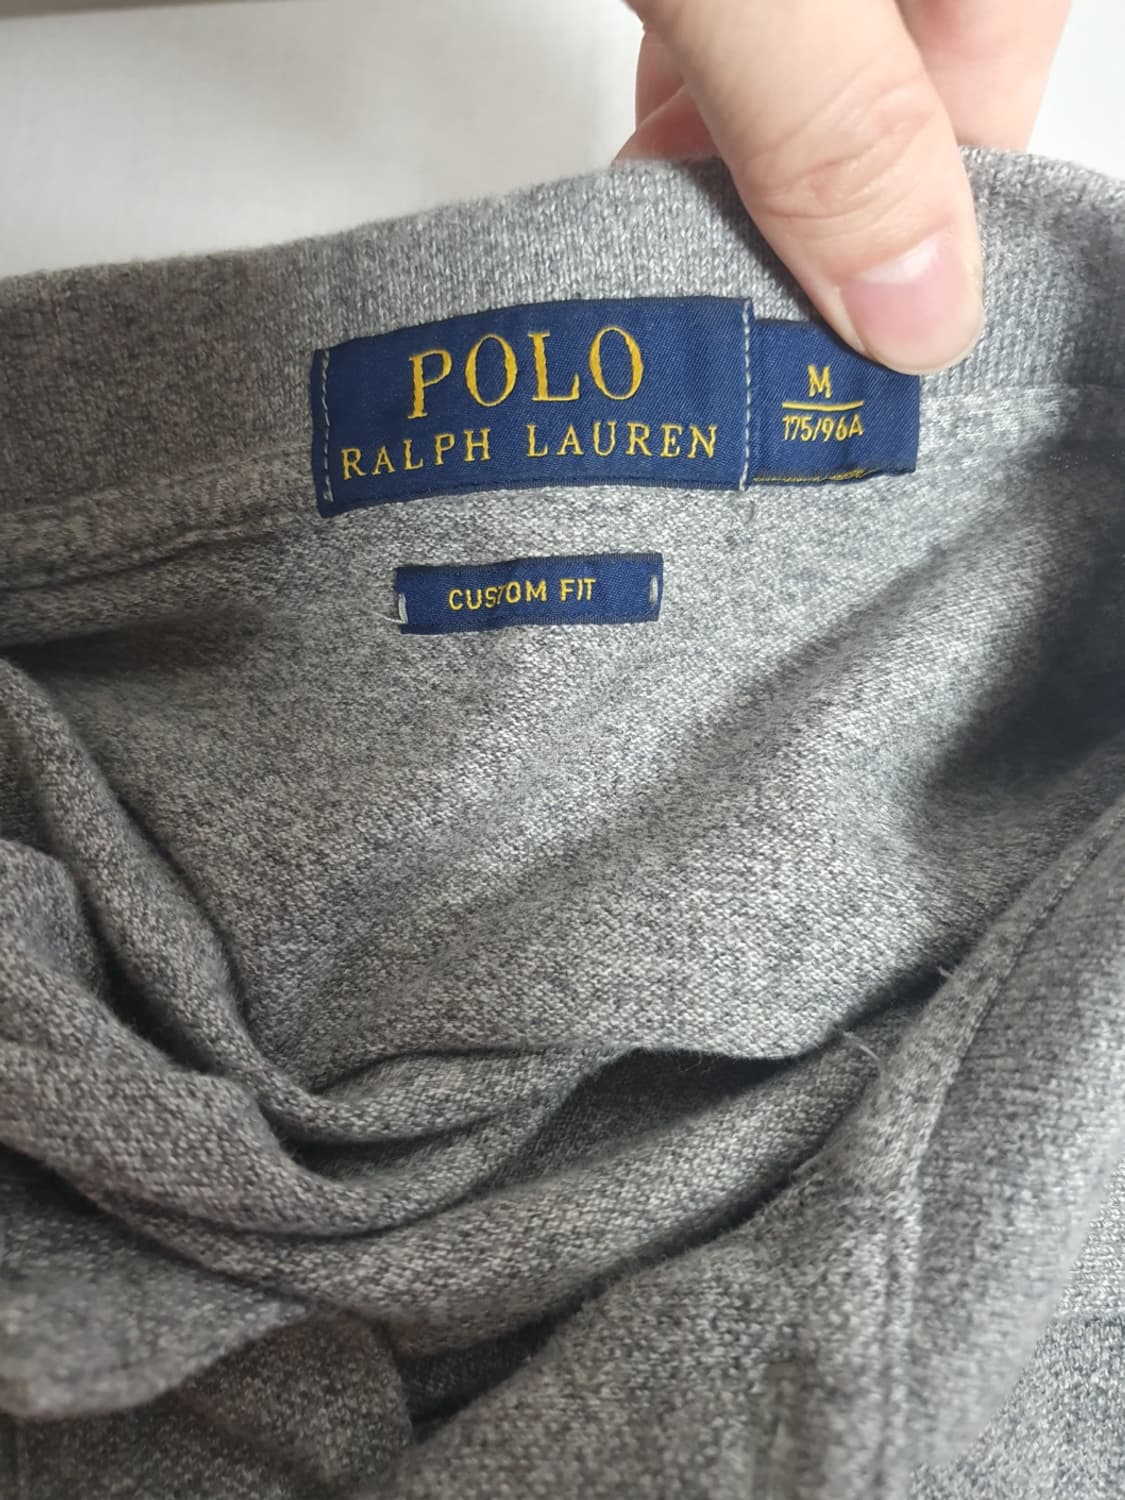 POLO
RALPH LAUREN
M
175/96A
CUSTOM FIT